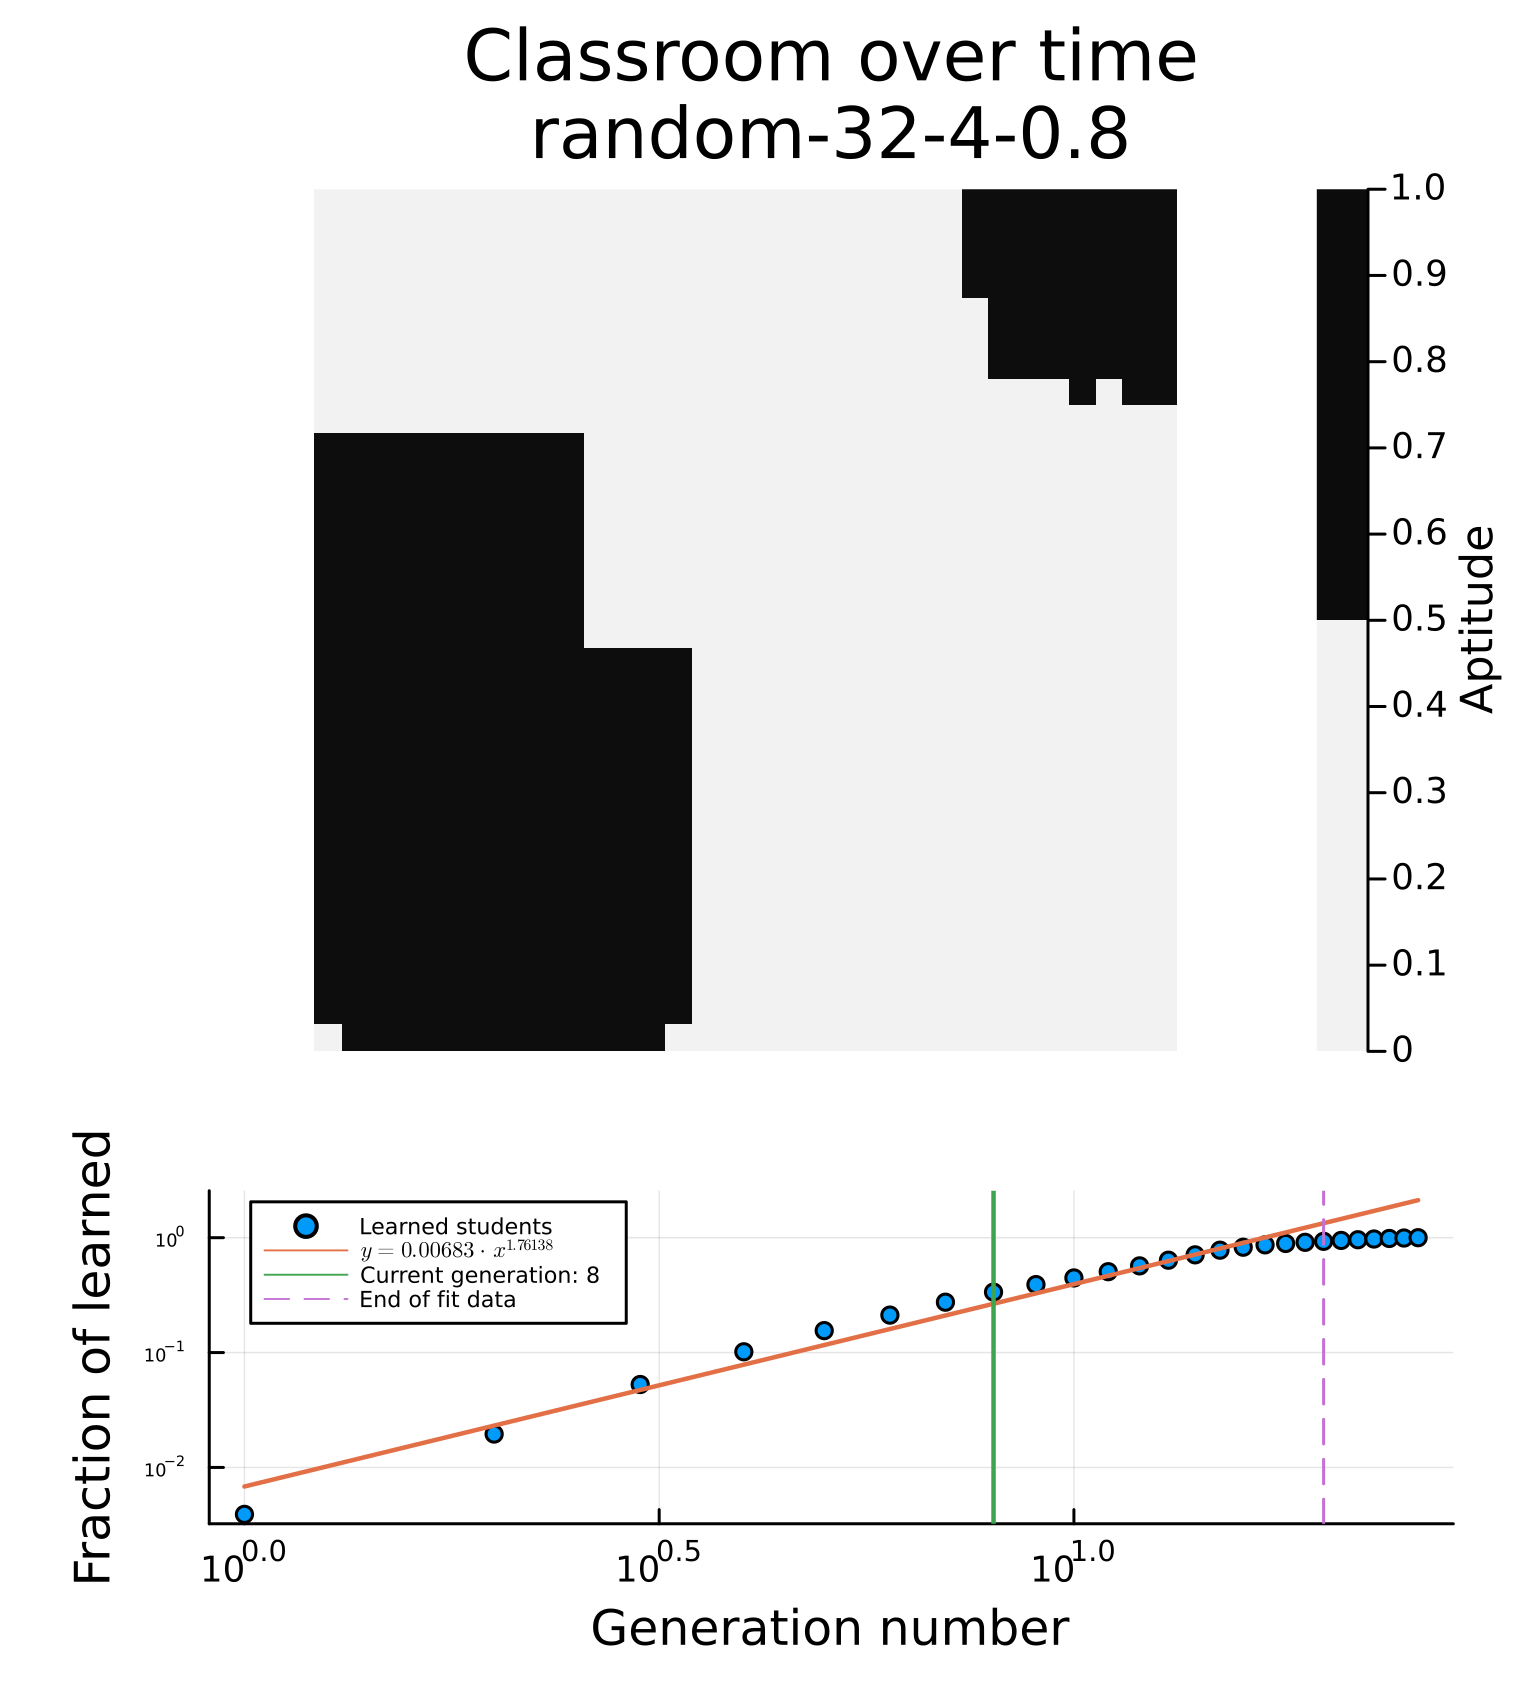 Classroom over time
random-32-4-0.8
1.0
0.9
0.8
0.7
0.6
0.5
0.4
0.3
0.2
0.1
0
Aptitude
Fraction of learned
10⁰
10⁻¹
10⁻²
Learned students
y = 0.00683 · x^1.76138
Current generation: 8
End of fit data
10^0.0
10^0.5
10^1.0
Generation number